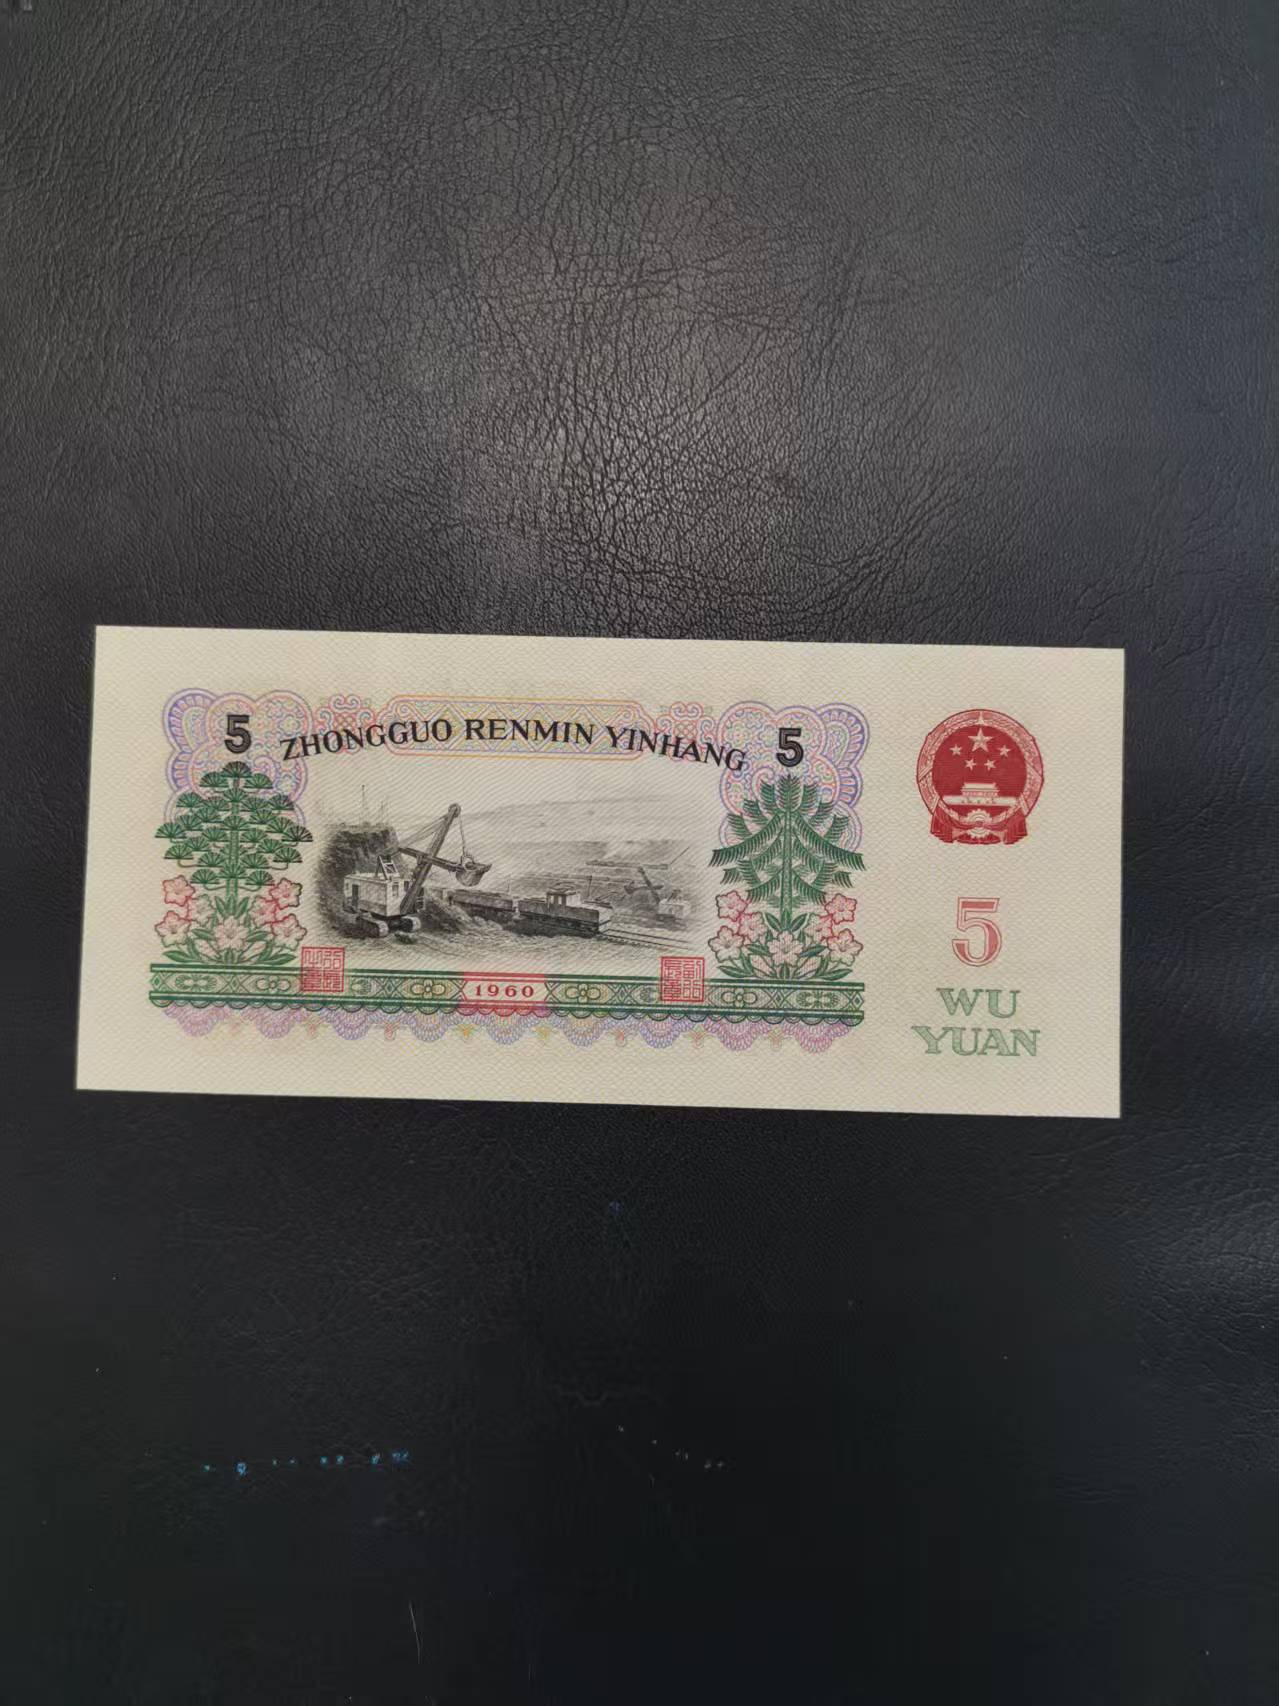 5 ZHONGGUO RENMIN YINHANG 5
1960
5
WU
YUAN